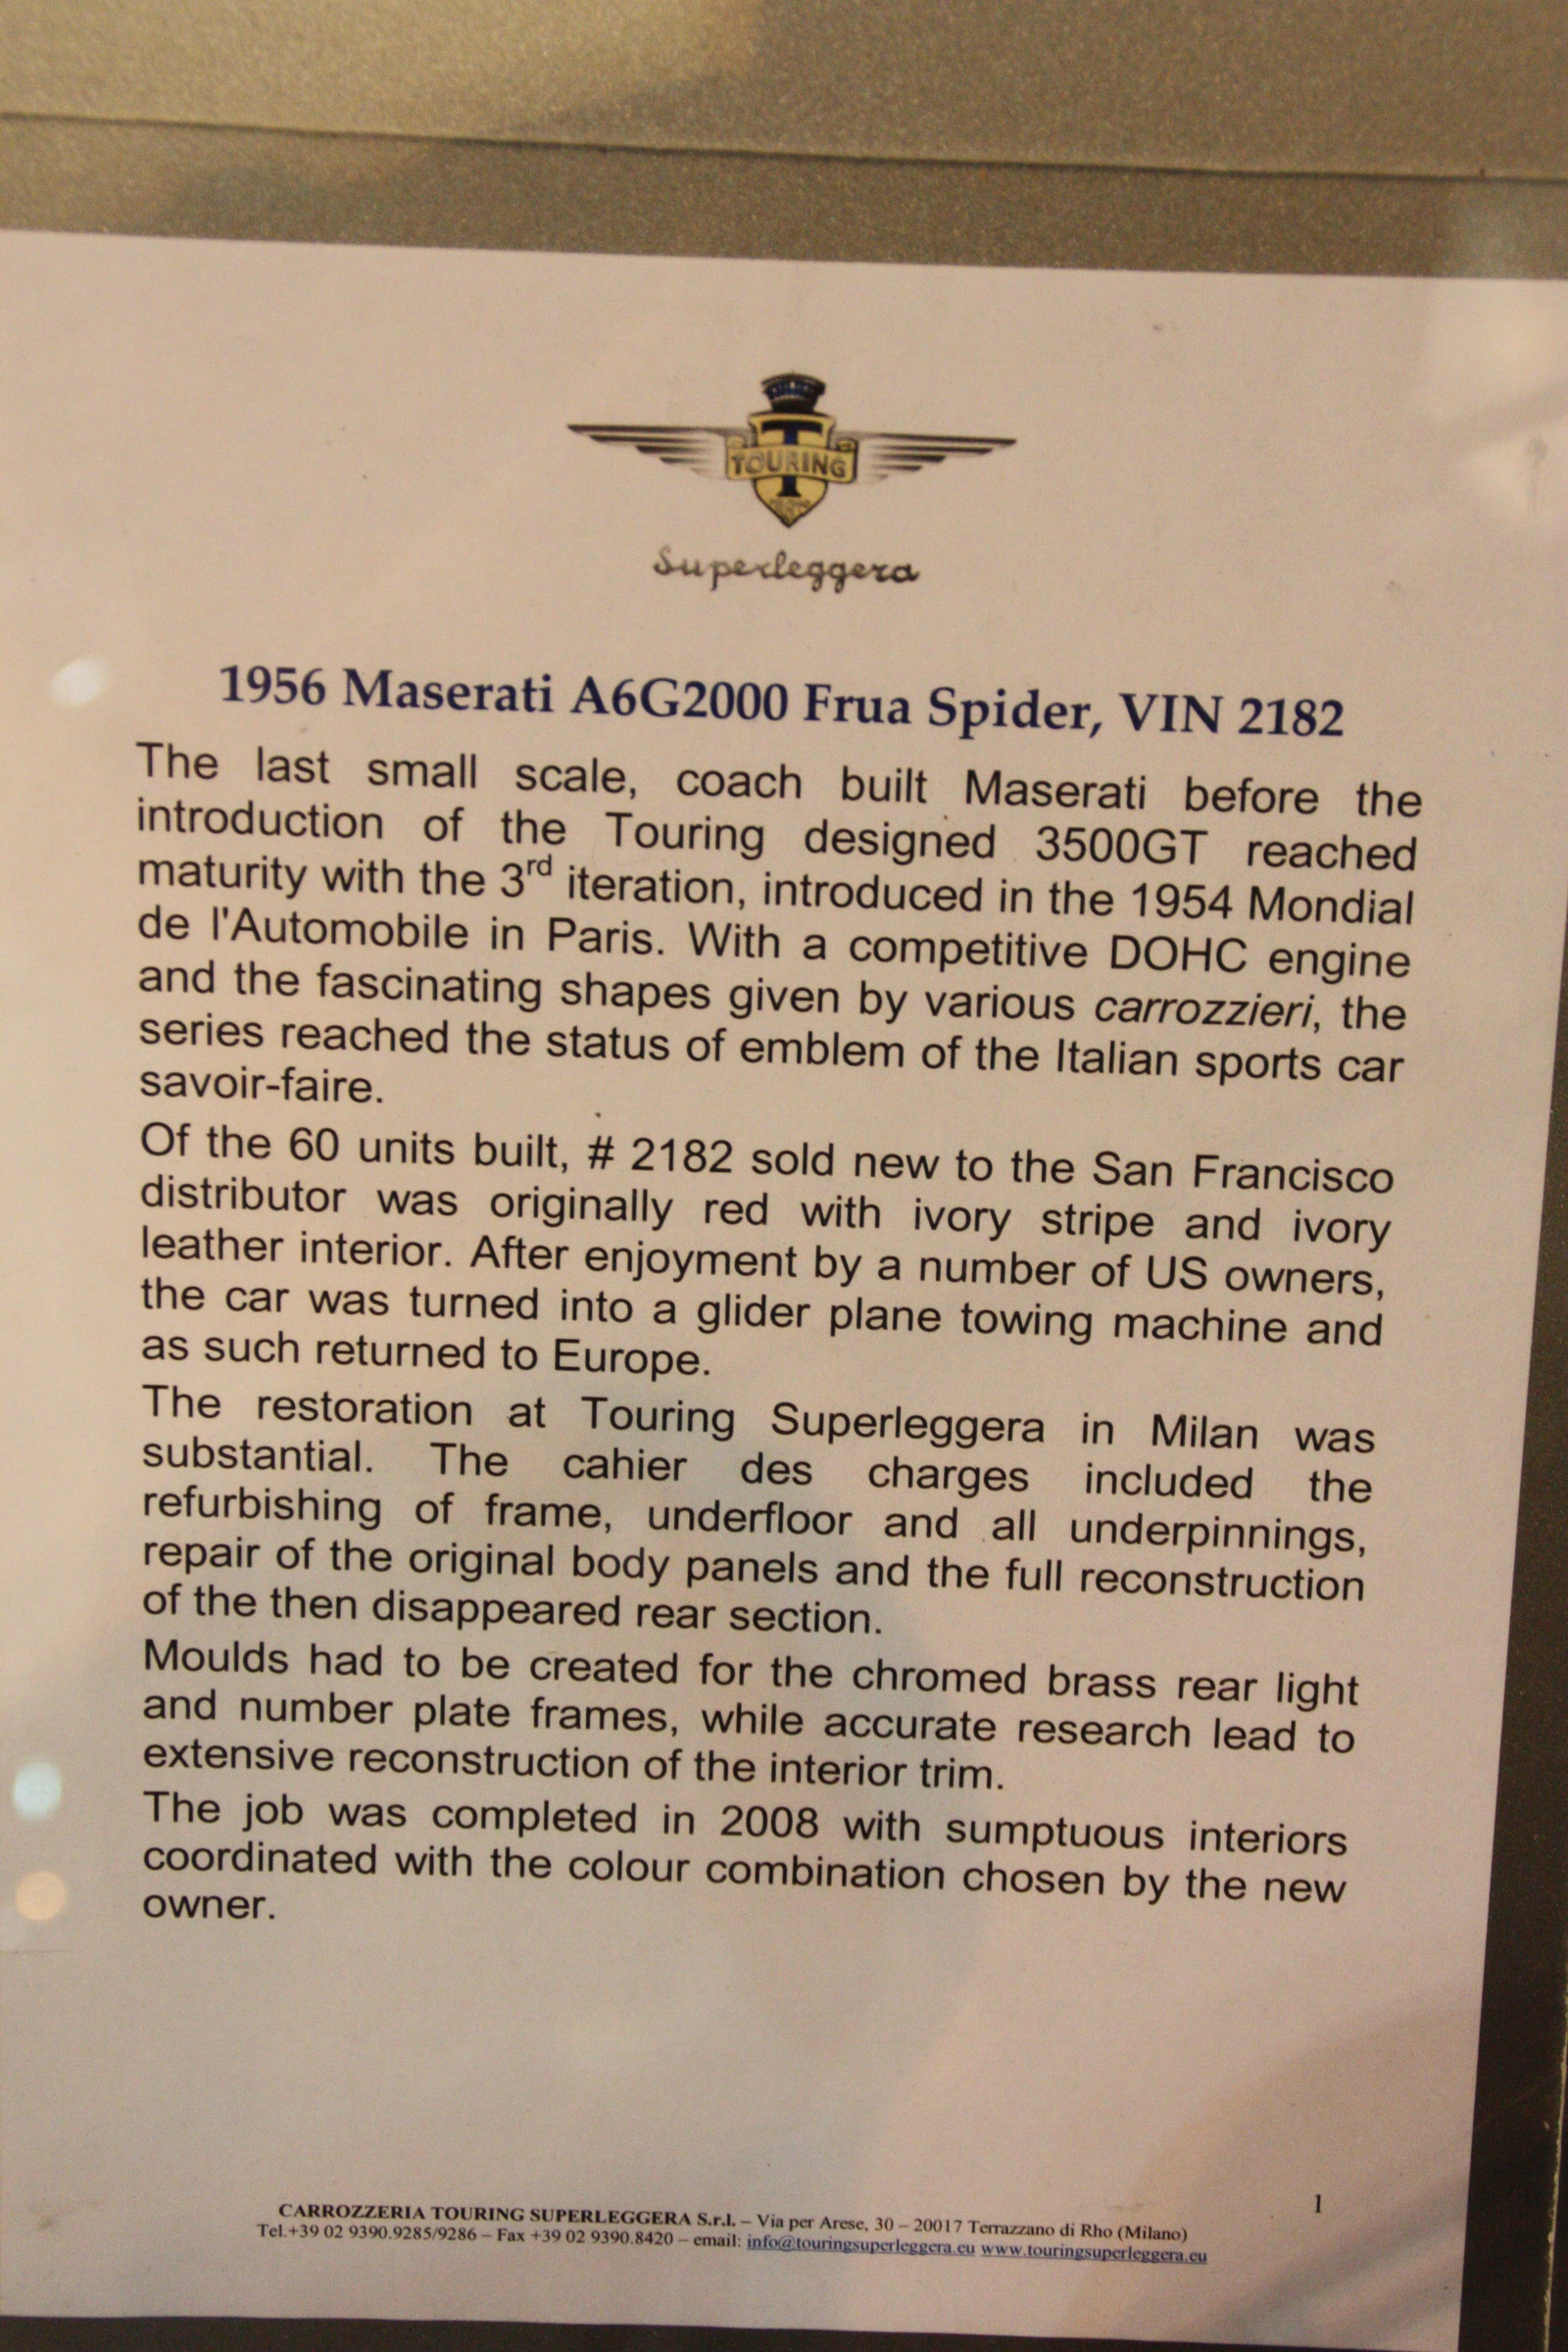 TOURING
Superleggera
1956 Maserati A6G2000 Frua Spider, VIN 2182
The last small scale, coach built Maserati before the
introduction of the Touring designed 3500GT reached
maturity with the 3rd iteration, introduced in the 1954 Mondial
de l'Automobile in Paris. With a competitive DOHC engine
and the fascinating shapes given by various carrozzieri, the
series reached the status of emblem of the Italian sports car
savoir-faire.
Of the 60 units built, # 2182 sold new to the San Francisco
distributor was originally red with ivory stripe and ivory
leather interior. After enjoyment by a number of US owners,
the car was turned into a glider plane towing machine and
as such returned to Europe.
The restoration at Touring Superleggera in Milan was
substantial. The cahier des charges included the
refurbishing of frame, underfloor and all underpinnings,
repair of the original body panels and the full reconstruction
of the then disappeared rear section.
Moulds had to be created for the chromed brass rear light
and number plate frames, while accurate research lead to
extensive reconstruction of the interior trim.
The job was completed in 2008 with sumptuous interiors
coordinated with the colour combination chosen by the new
owner.
1
CARROZZERIA TOURING SUPERLEGGERA S.r.l. – Via per Arese, 30 – 20017 Terrazzano di Rho (Milano)
Tel.+39 02 9390.9285/9286 – Fax +39 02 9390.8420 – email: info@touringsuperleggera.eu www.touringsuperleggera.eu